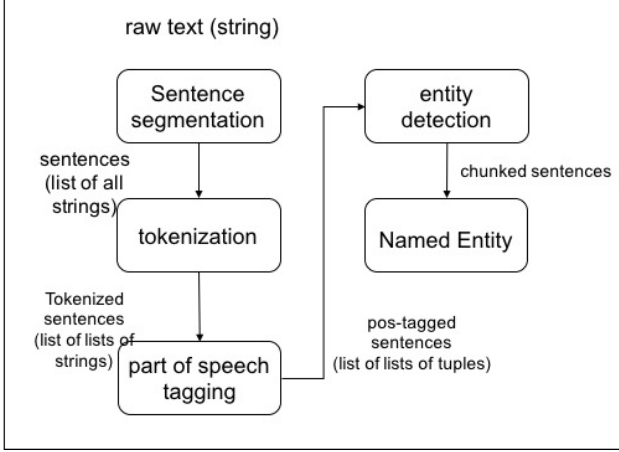 raw text (string)
Sentence
segmentation
sentences
(list of all
strings)
tokenization
Tokenized
sentences
(list of lists of
strings)
part of speech
tagging
pos-tagged
sentences
(list of lists of tuples)
entity
detection
chunked sentences
Named Entity